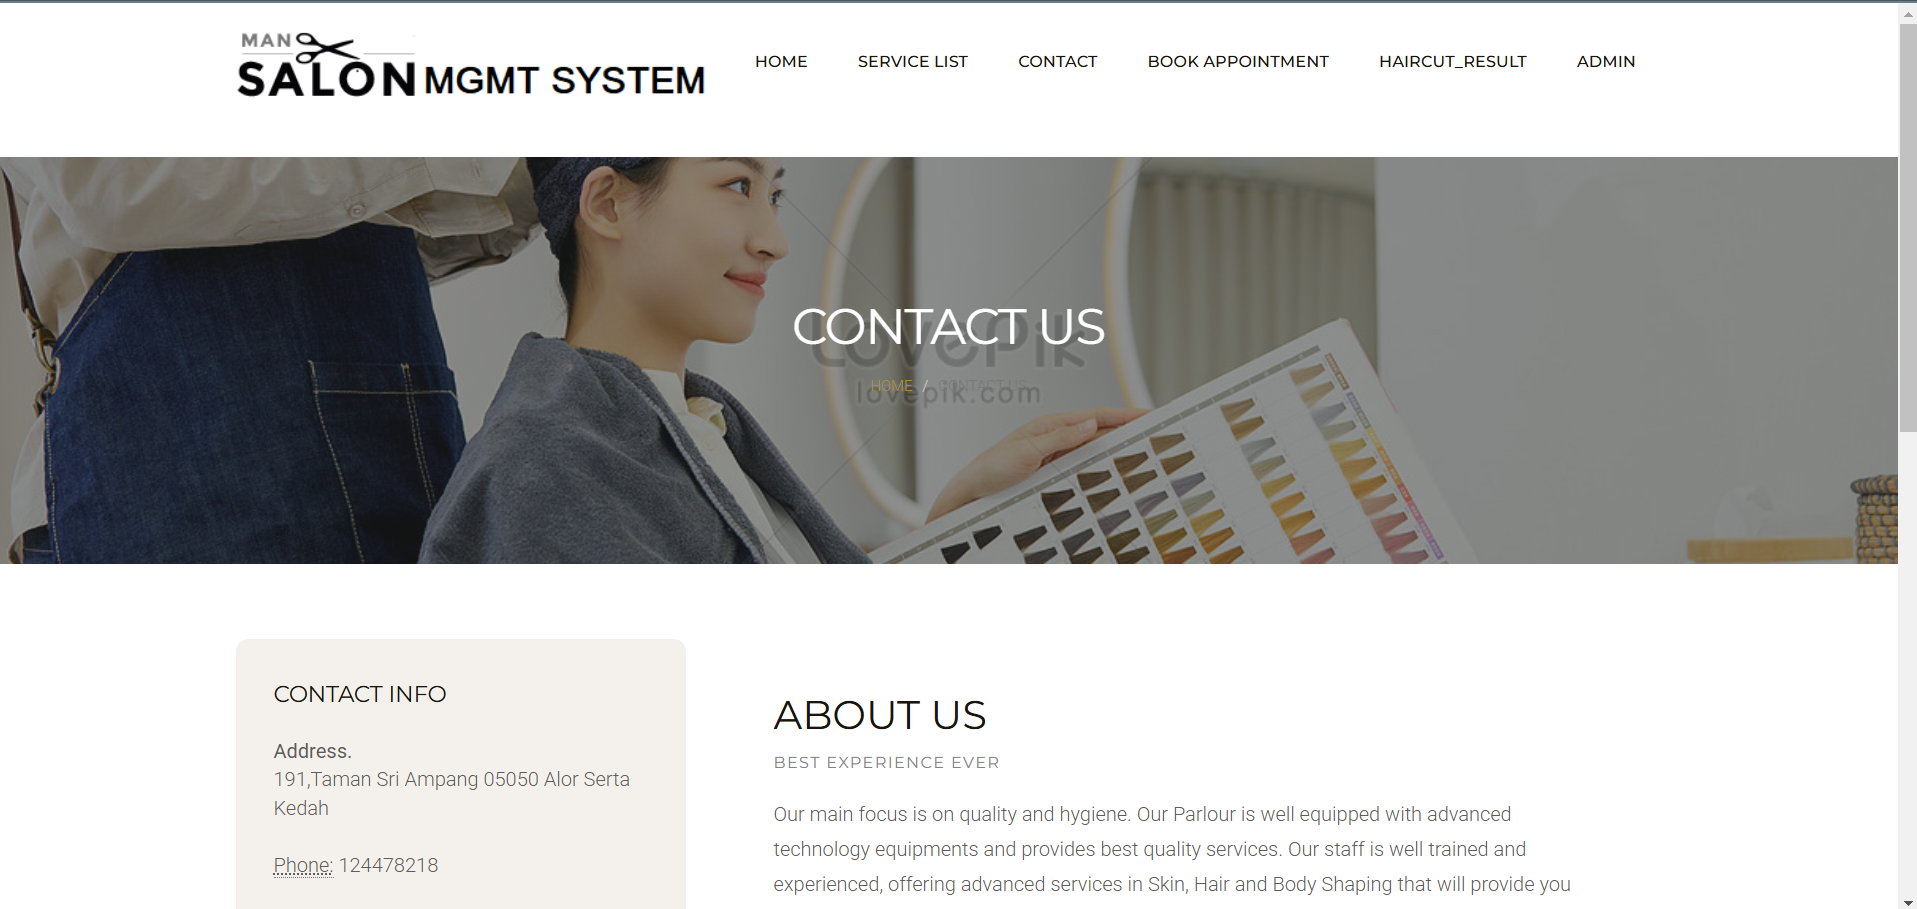 MAN
SALON MGMT SYSTEM
HOME
SERVICE LIST
CONTACT
BOOK APPOINTMENT
HAIRCUT_RESULT
ADMIN
CONTACT US
Lovepik
HOME / CONTACT US
lovepik.com
CONTACT INFO
Address.
191,Taman Sri Ampang 05050 Alor Serta
Kedah
Phone: 124478218
ABOUT US
BEST EXPERIENCE EVER
Our main focus is on quality and hygiene. Our Parlour is well equipped with advanced
technology equipments and provides best quality services. Our staff is well trained and
experienced, offering advanced services in Skin, Hair and Body Shaping that will provide you